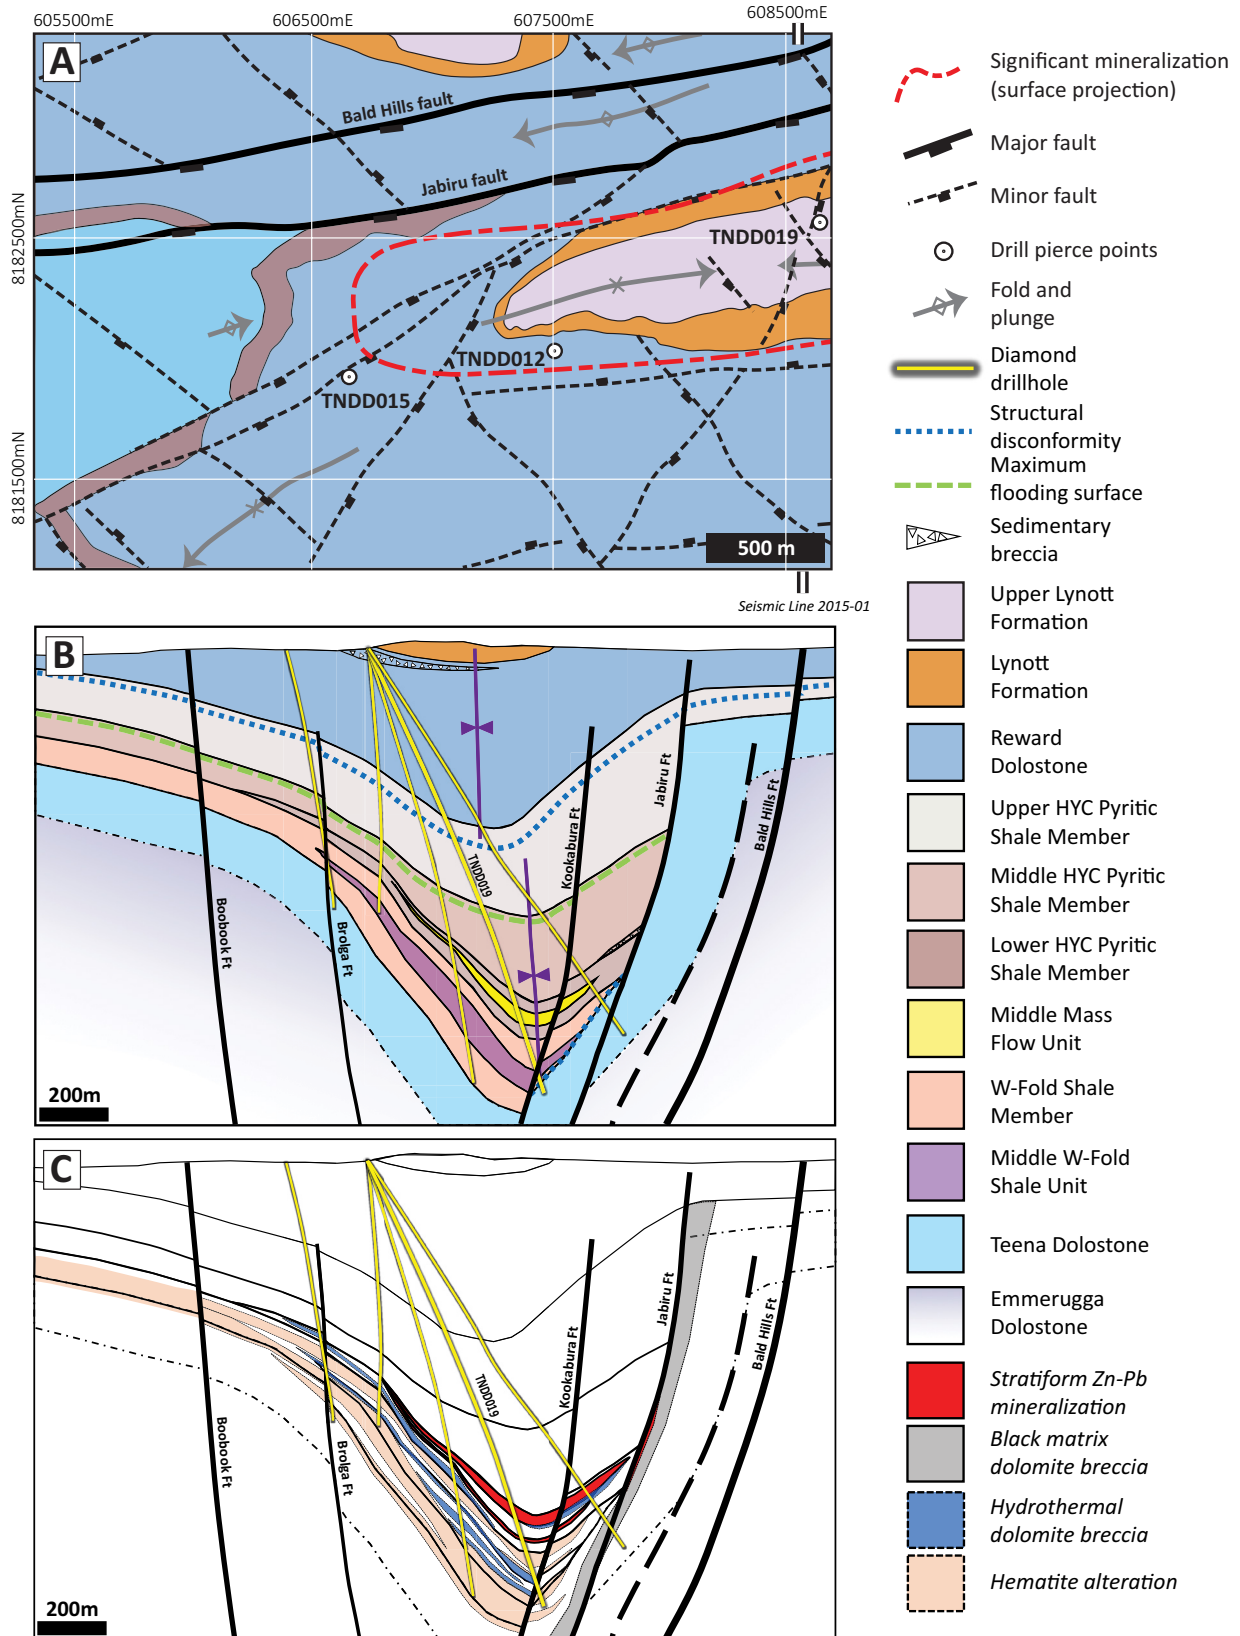 605500mE
606500mE
607500mE
608500mE
A
Bald Hills fault
Jabiru fault
8182500mN
8181500mN
TNDD019
TNDD012
TNDD015
500 m
Seismic Line 2015-01
B
Boobook Ft
Brolga Ft
TNDD019
Kookabura Ft
Jabiru Ft
Bald Hills Ft
200m
C
Boobook Ft
Brolga Ft
TNDD019
Kookabura Ft
Jabiru Ft
Bald Hills Ft
200m
Significant mineralization
(surface projection)
Major fault
Minor fault
Drill pierce points
Fold and
plunge
Diamond
drillhole
Structural
disconformity
Maximum
flooding surface
Sedimentary
breccia
Upper Lynott
Formation
Lynott
Formation
Reward
Dolostone
Upper HYC Pyritic
Shale Member
Middle HYC Pyritic
Shale Member
Lower HYC Pyritic
Shale Member
Middle Mass
Flow Unit
W-Fold Shale
Member
Middle W-Fold
Shale Unit
Teena Dolostone
Emmerugga
Dolostone
Stratiform Zn-Pb
mineralization
Black matrix
dolomite breccia
Hydrothermal
dolomite breccia
Hematite alteration